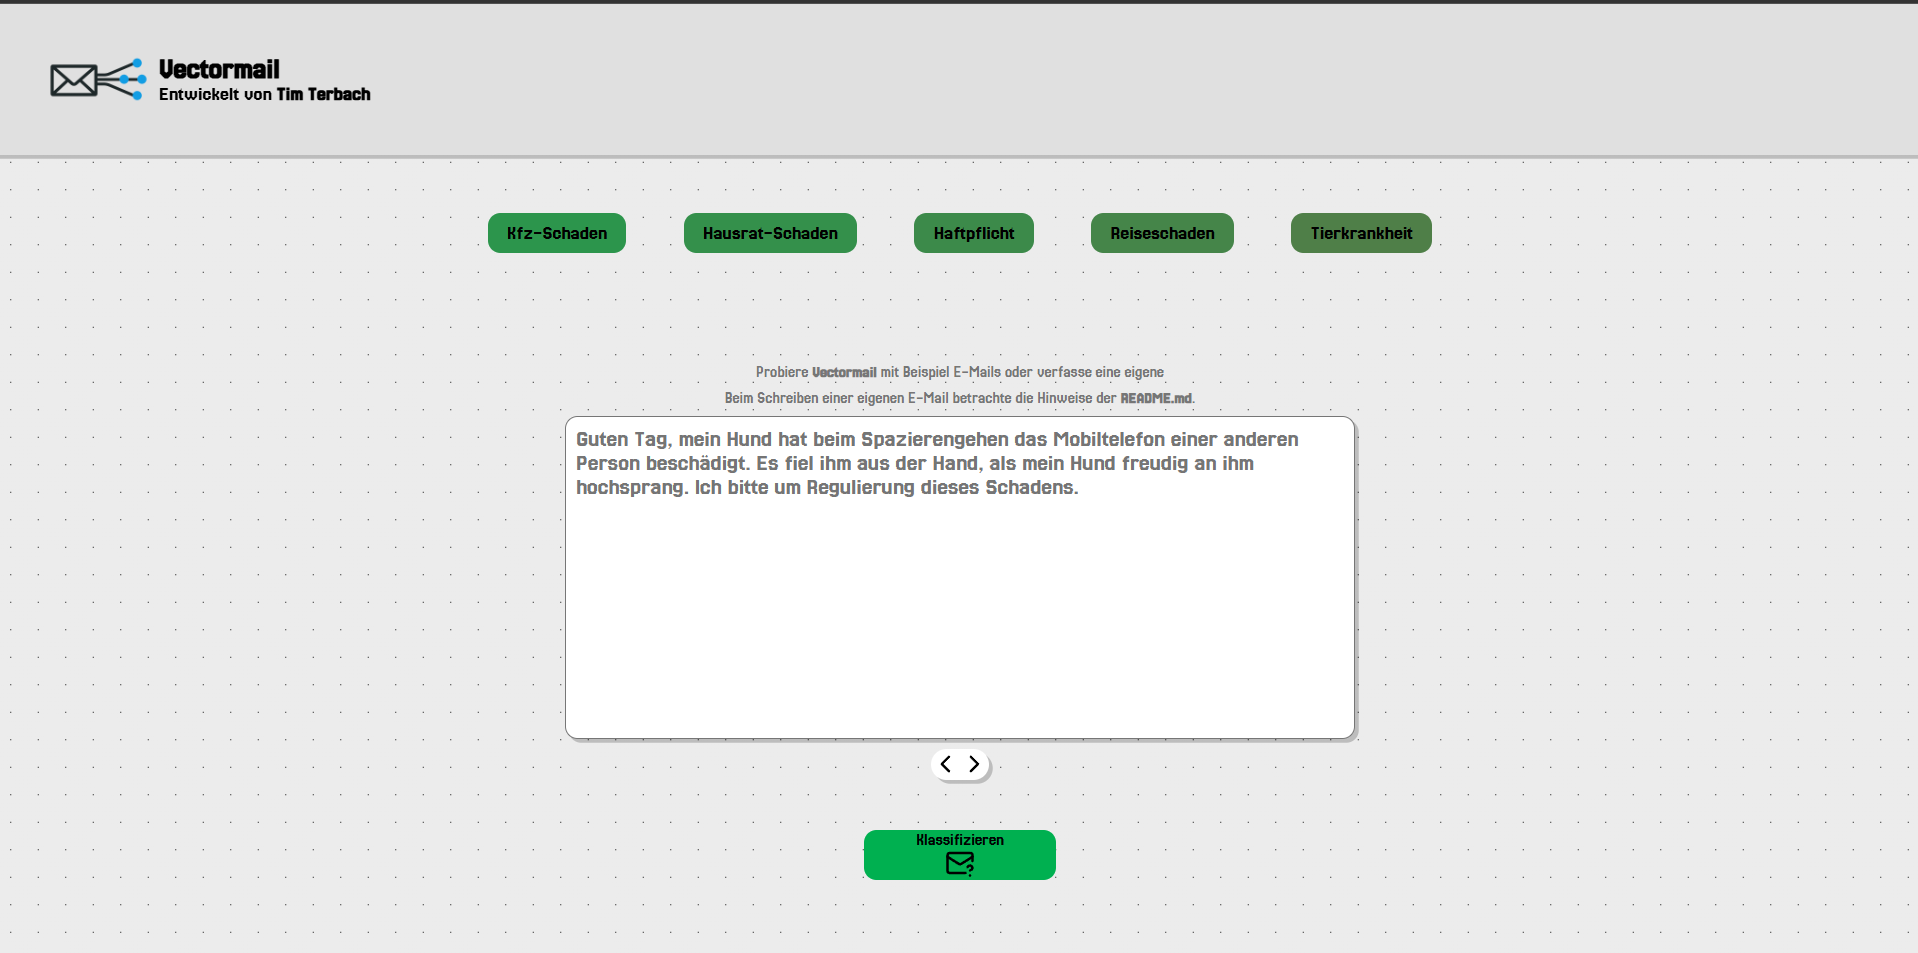 Vectormail
Entwickelt von Tim Terbach
Kfz-Schaden
Hausrat-Schaden
Haftpflicht
Reiseschaden
Tierkrankheit
Probiere Vectormail mit Beispiel E-Mails oder verfasse eine eigene
Beim Schreiben einer eigenen E-Mail betrachte die Hinweise der README.md.
Guten Tag, mein Hund hat beim Spazierengehen das Mobiltelefon einer anderen
Person beschädigt. Es fiel ihm aus der Hand, als mein Hund freudig an ihm
hochsprang. Ich bitte um Regulierung dieses Schadens.
Klassifizieren